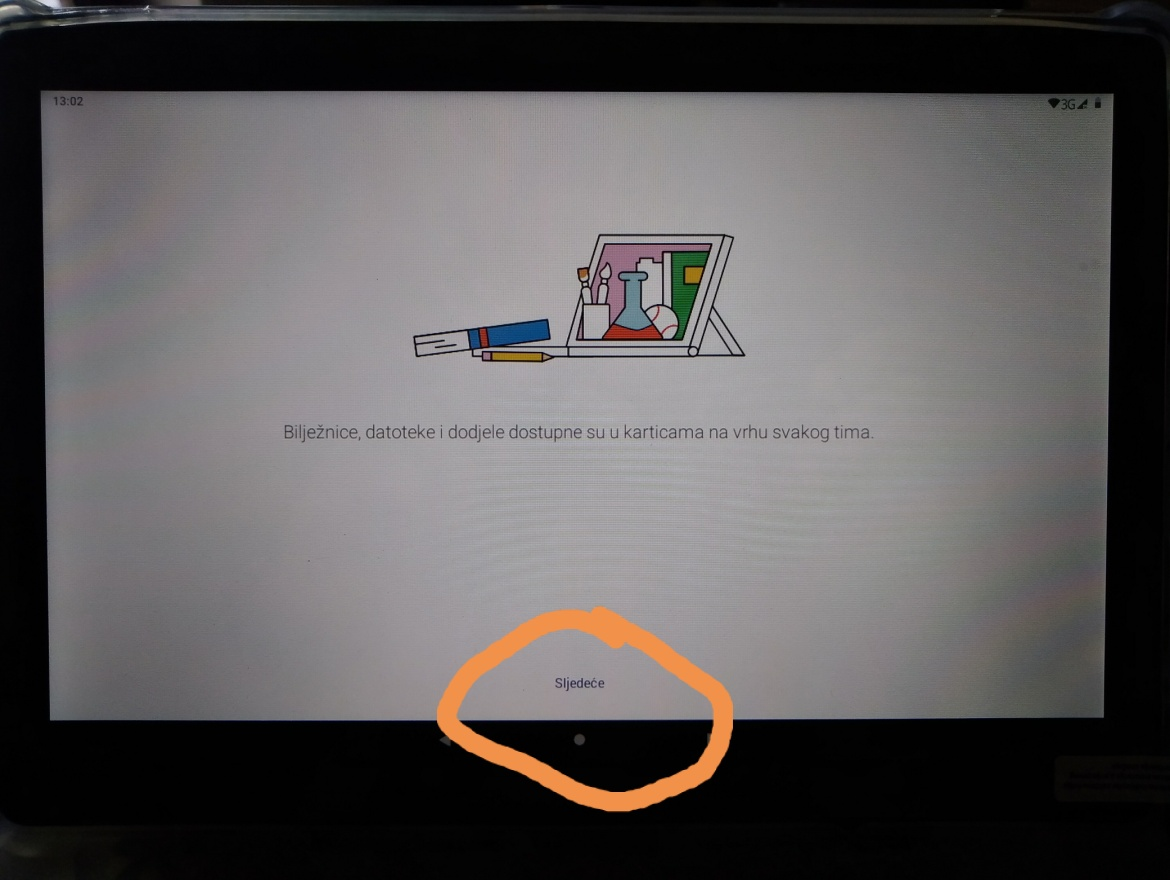 13:02
3G
Bilježnice, datoteke i dodjele dostupne su u karticama na vrhu svakog tima.
Sljedeće